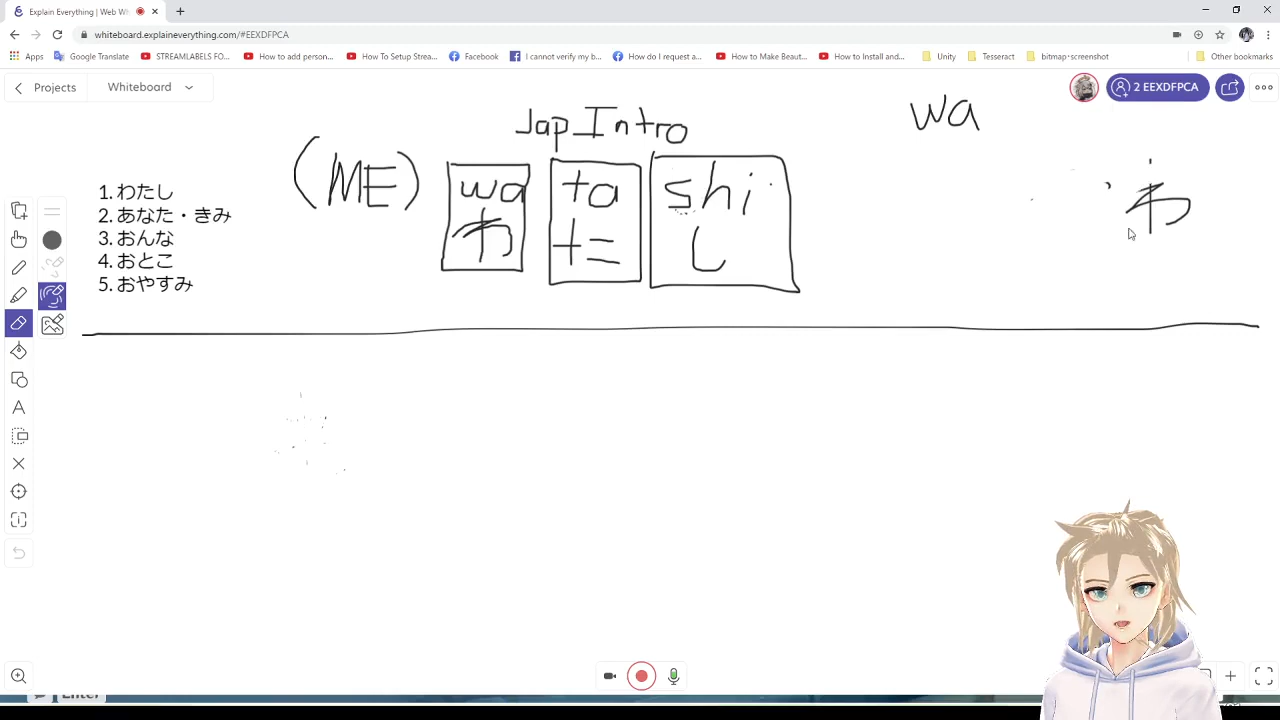 Explain Everything | Web W
whiteboard.explaineverything.com/#EEXDFPCA
Apps Google Translate STREAMLABELS FO... How to add person... How To Setup Strea... Facebook I cannot verify my b... How do I request a... How to Make Beaut... How to Install and... Unity Tesseract bitmap-screenshot Other bookmarks
Projects Whiteboard 2 EEXDFPCA
Jap_Intro wa
(ME) wa ta shi
わ た し わ
1. わたし
2. あなた・きみ
3. おんな
4. おとこ
5. おやすみ